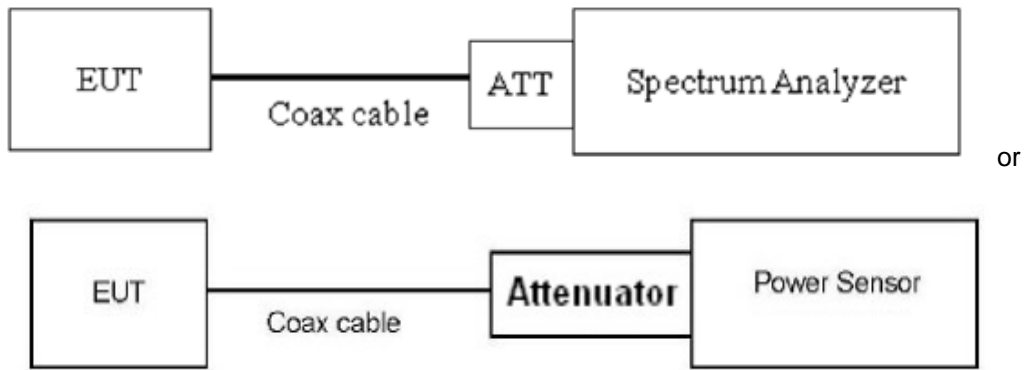 EUT
Coax cable
ATT
Spectrum Analyzer
or
EUT
Coax cable
Attenuator
Power Sensor